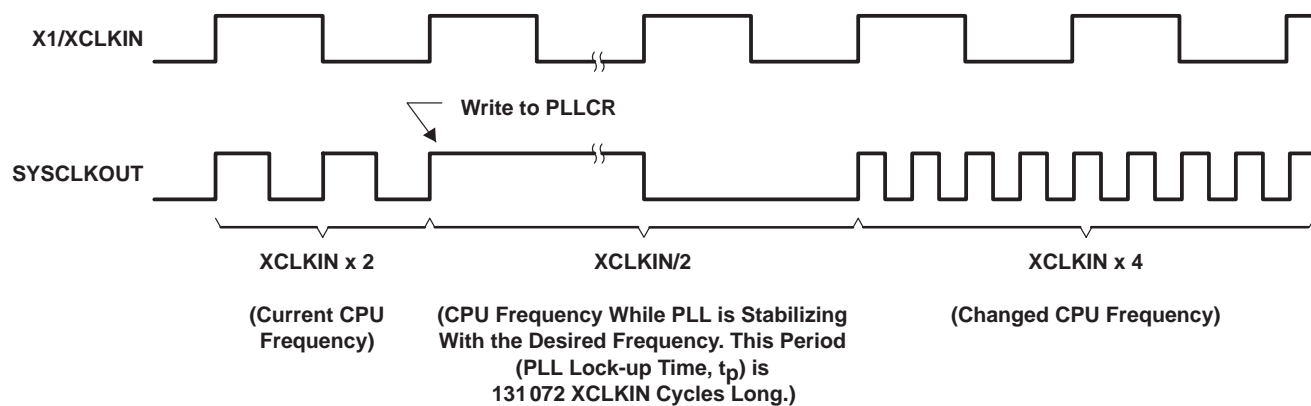 X1/XCLKIN
Write to PLLCR
SYSCLKOUT
XCLKIN x 2
(Current CPU
Frequency)
XCLKIN/2
(CPU Frequency While PLL is Stabilizing
With the Desired Frequency. This Period
(PLL Lock-up Time, tp) is
131072 XCLKIN Cycles Long.)
XCLKIN x 4
(Changed CPU Frequency)